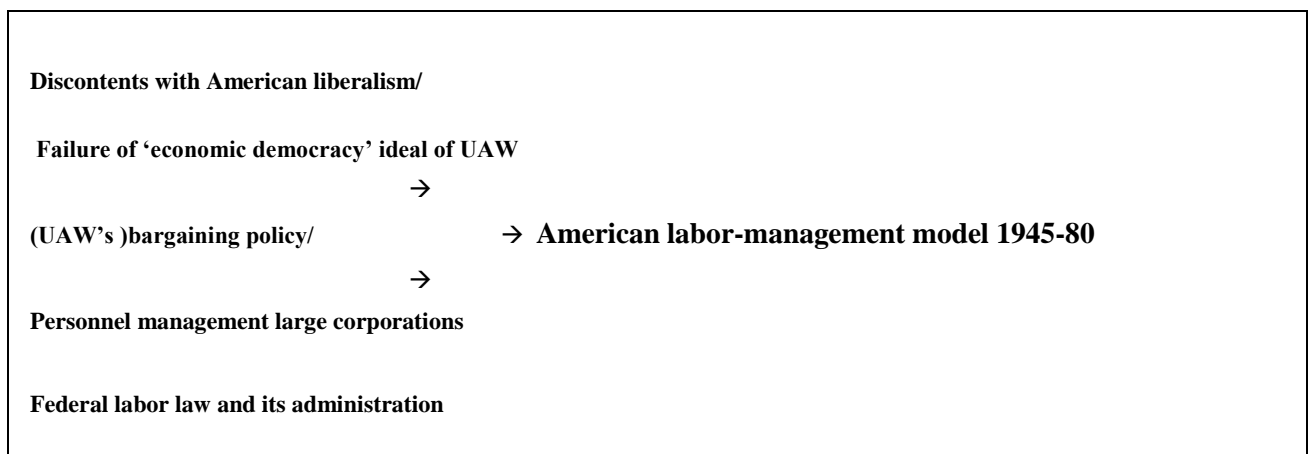 Discontents with American liberalism/
Failure of ‘economic democracy’ ideal of UAW
→
(UAW’s )bargaining policy/ → American labor-management model 1945-80
→
Personnel management large corporations
Federal labor law and its administration